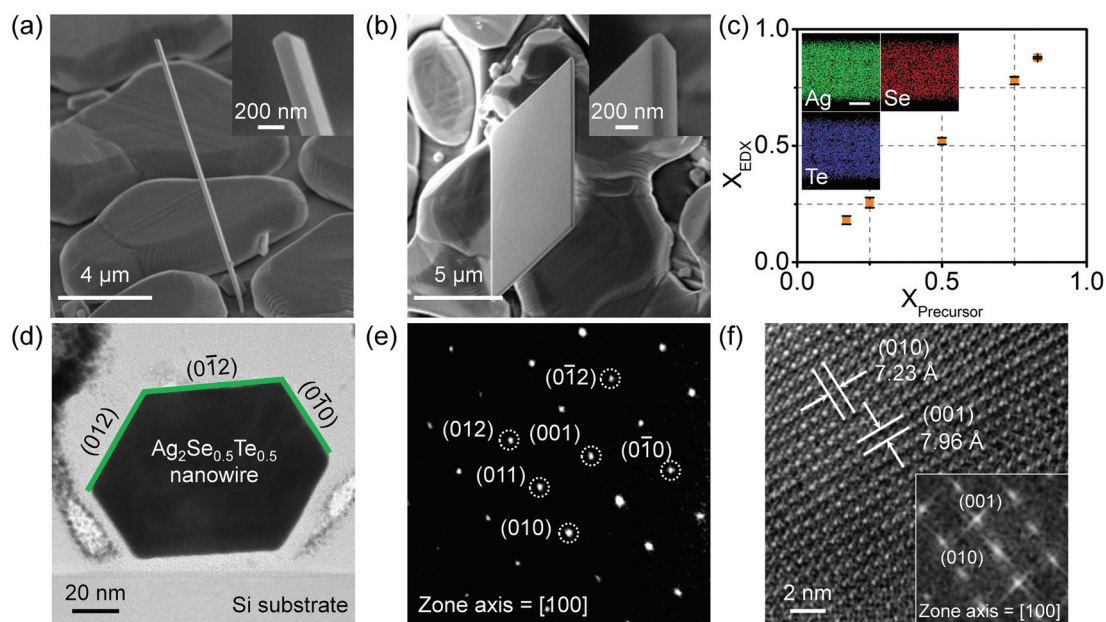 (a)
200 nm
4 μm
(b)
200 nm
5 μm
(c)
1.0
0.5
0.0
X_EDX
Ag
Se
Te
0.0
0.5
1.0
X_Precursor
(d)
(01̄2)
(012)
(01̄0)
Ag₂Se₀.₅Te₀.₅
nanowire
20 nm
Si substrate
(e)
(01̄2)
(012)
(001)
(01̄0)
(011)
(010)
Zone axis = [100]
(f)
(010)
7.23 Å
(001)
7.96 Å
(001)
(010)
2 nm
Zone axis = [100]